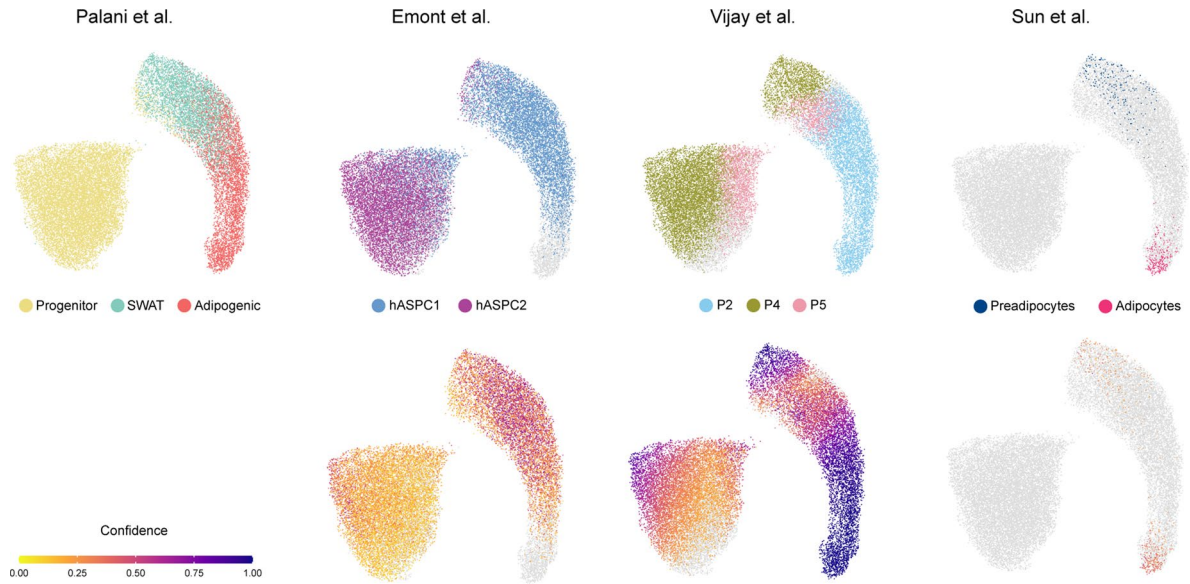 Palani et al. Emont et al. Vijay et al. Sun et al.
Progenitor SWAT Adipogenic hASPC1 hASPC2 P2 P4 P5 Preadipocytes Adipocytes
Confidence
0.00 0.25 0.50 0.75 1.00